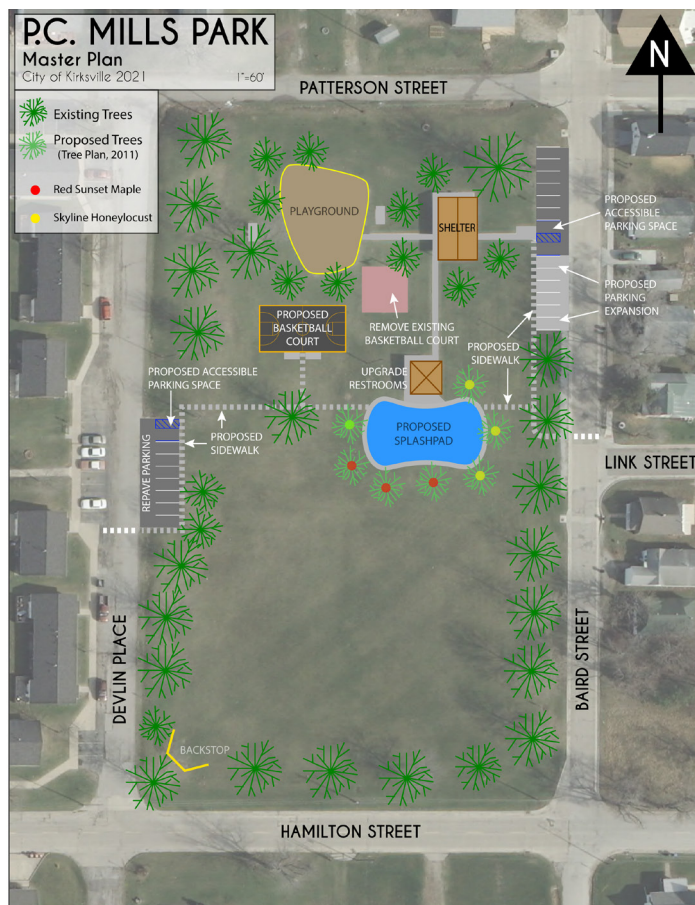 P.C. MILLS PARK
Master Plan
City of Kirksville 2021
1"=60'
N
Existing Trees
Proposed Trees
(Tree Plan, 2011)
Red Sunset Maple
Skyline Honeylocust
PATTERSON STREET
PLAYGROUND
SHELTER
PROPOSED
ACCESSIBLE
PARKING SPACE
PROPOSED
PARKING
EXPANSION
PROPOSED
BASKETBALL
COURT
REMOVE EXISTING
BASKETBALL COURT
PROPOSED
SIDEWALK
PROPOSED ACCESSIBLE
PARKING SPACE
UPGRADE
RESTROOMS
REPAVE PARKING
PROPOSED
SIDEWALK
PROPOSED
SPLASHPAD
LINK STREET
DEVLIN PLACE
BAIRD STREET
BACKSTOP
HAMILTON STREET